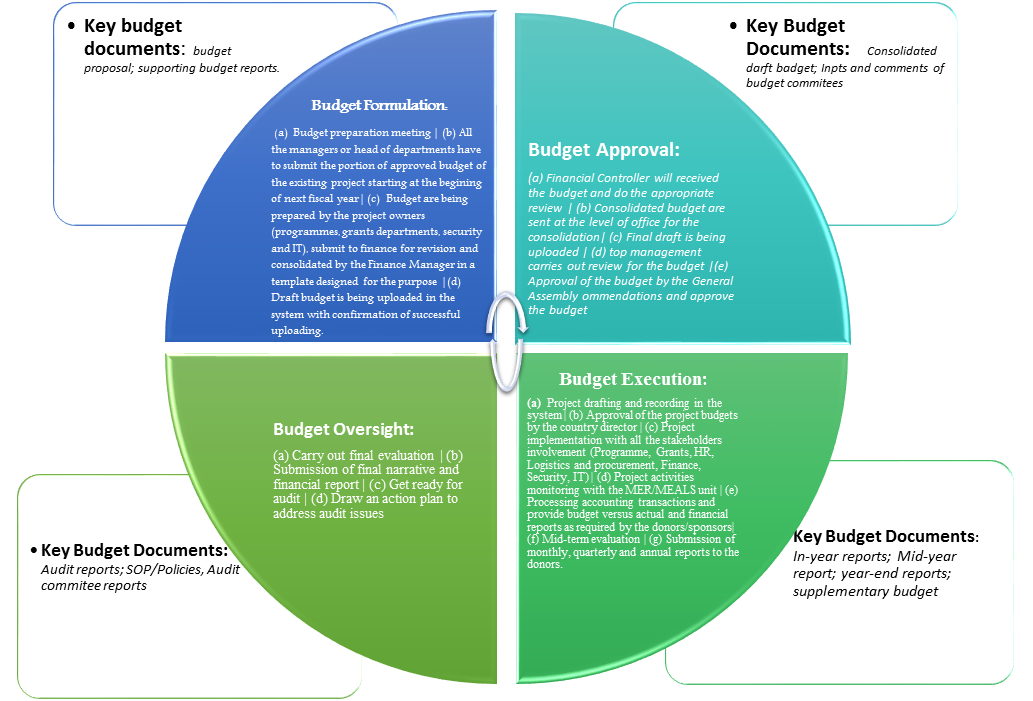 • Key budget
documents: budget
proposal; supporting budget reports.
Budget Formulation:
(a) Budget preparation meeting | (b) All
the managers or head of departments have
to submit the portion of approved budget of
the existing project starting at the begining
of next fiscal year| (c) Budget are being
prepared by the project owners
(programmes, grants departments, security
and IT), submit to finance for revision and
consolidated by the Finance Manager in a
template designed for the purpose |(d)
Draft budget is being uploaded in the
system with confirmation of successful
uploading.
• Key Budget
Documents: Consolidated
darft badget; Inpts and comments of
budget commitees
Budget Approval:
(a) Financial Controller will received
the budget and do the appropriate
review | (b) Consolidated budget are
sent at the level of office for the
consolidation| (c) Final draft is being
uploaded | (d) top management
carries out review for the budget |(e)
Approval of the budget by the General
Assembly ommendations and approve
the budget
Budget Oversight:
(a) Carry out final evaluation | (b)
Submission of final narrative and
financial report | (c) Get ready for
audit | (d) Draw an action plan to
address audit issues
• Key Budget Documents:
Audit reports; SOP/Policies, Audit
commitee reports
Budget Execution:
(a) Project drafting and recording in the
system| (b) Approval of the project budgets
by the country director | (c) Project
implementation with all the stakeholders
involvement (Programme, Grants, HR,
Logistics and procurement, Finance,
Security, IT)| (d) Project activities
monitoring with the MER/MEALS unit | (e)
Processing accounting transactions and
provide budget versus actual and financial
reports as required by the donors/sponsors|
(f) Mid-term evaluation | (g) Submission of
monthly, quarterly and annual reports to the
donors.
Key Budget Documents:
In-year reports; Mid-year
report; year-end reports;
supplementary budget